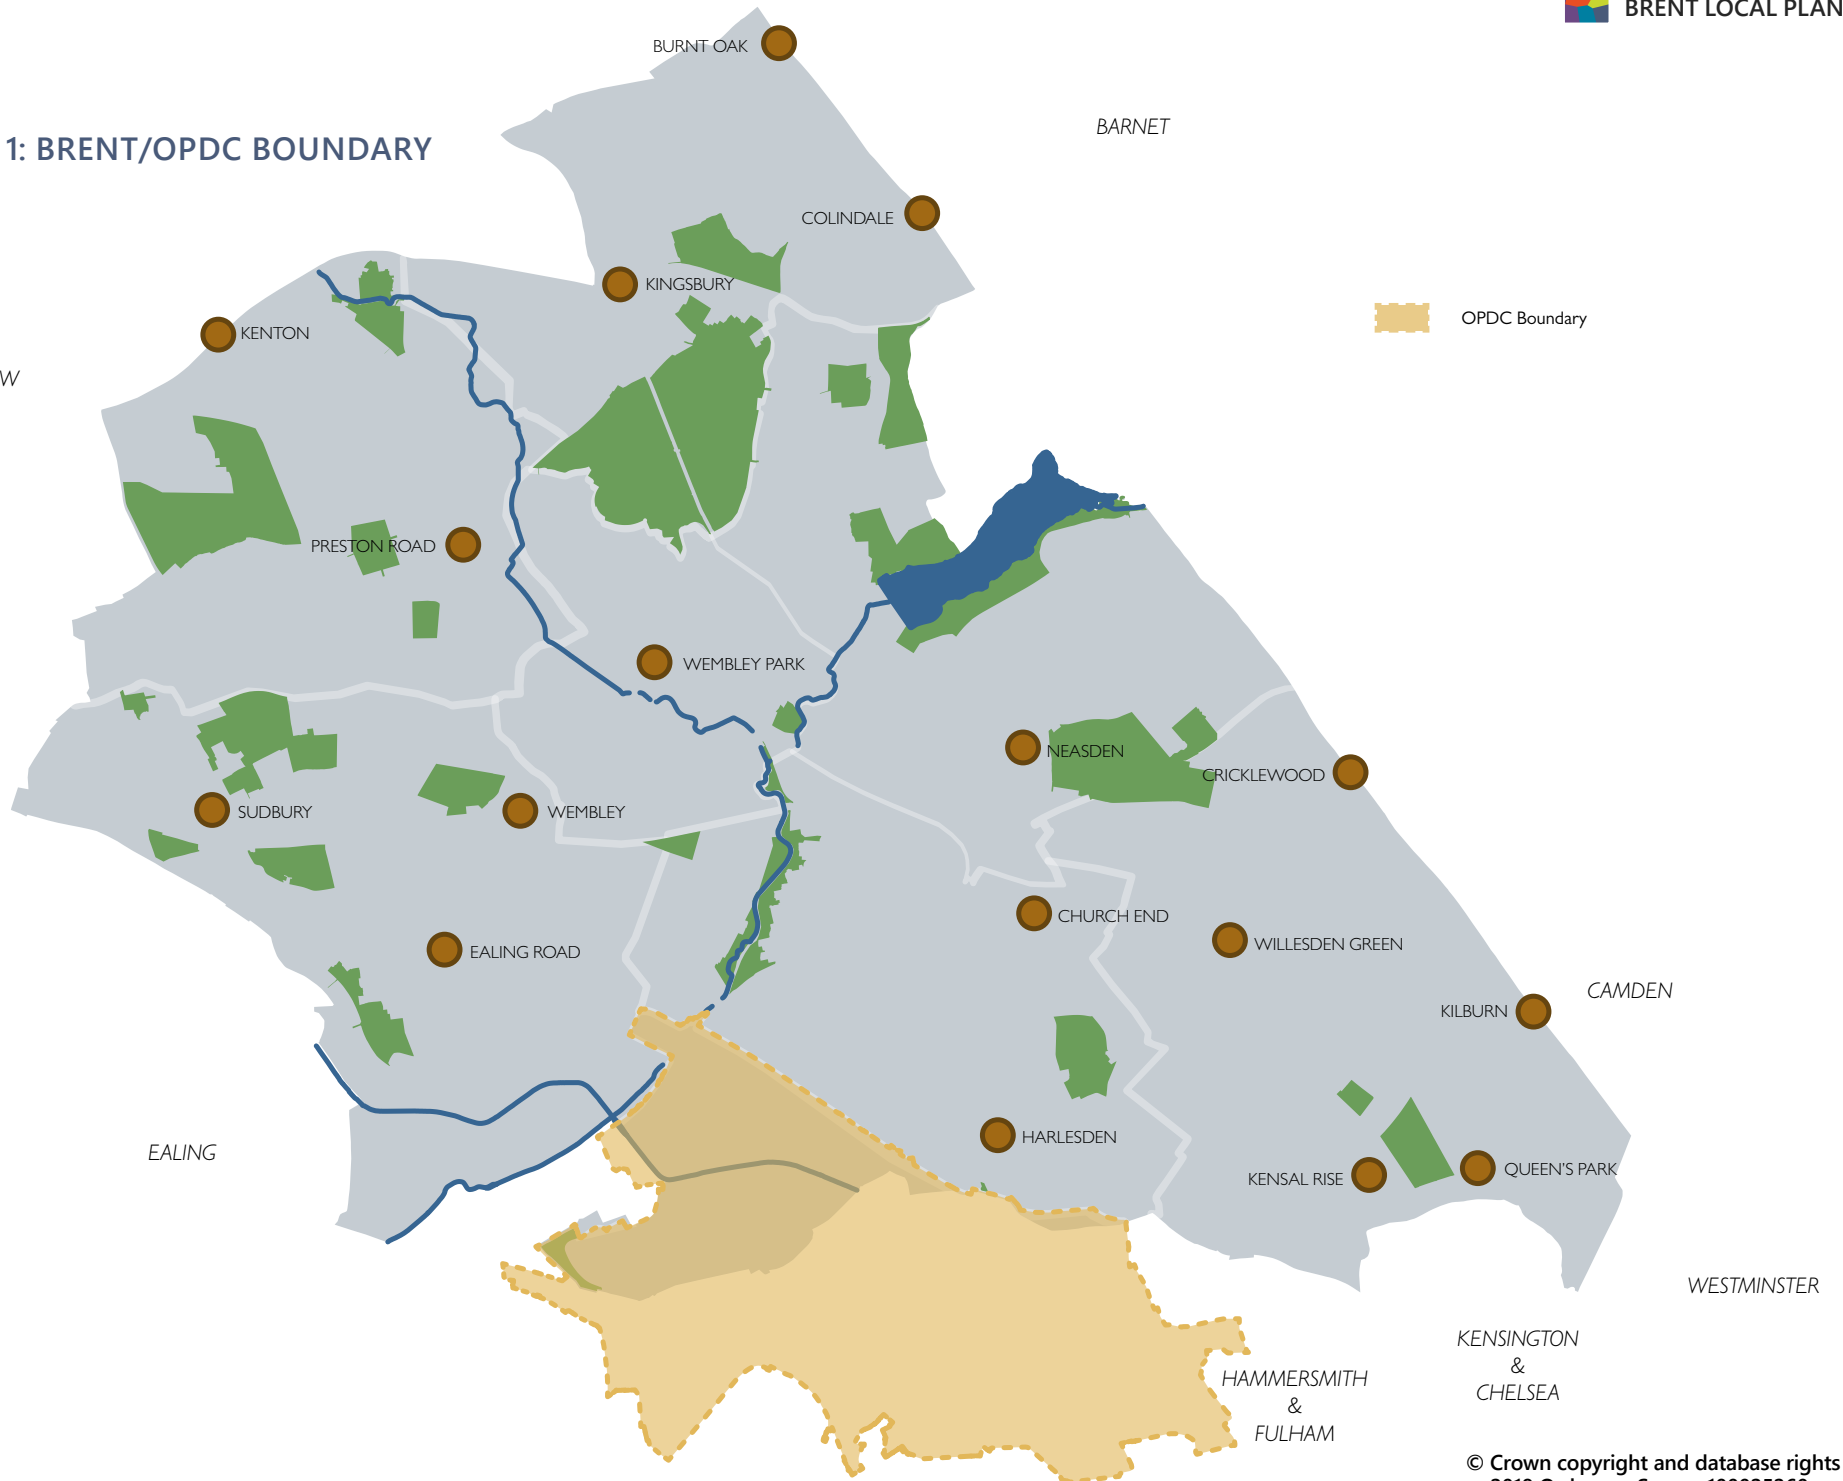 BRENT LOCAL PLAN
BURNT OAK
BARNET
1: BRENT/OPDC BOUNDARY
COLINDALE
KINGSBURY
OPDC Boundary
KENTON
W
PRESTON ROAD
WEMBLEY PARK
NEASDEN
CRICKLEWOOD
SUDBURY
WEMBLEY
CHURCH END
WILLESDEN GREEN
EALING ROAD
CAMDEN
KILBURN
HARLESDEN
EALING
QUEEN'S PARK
KENSAL RISE
WESTMINSTER
KENSINGTON
&
CHELSEA
HAMMERSMITH
&
FULHAM
© Crown copyright and database rights